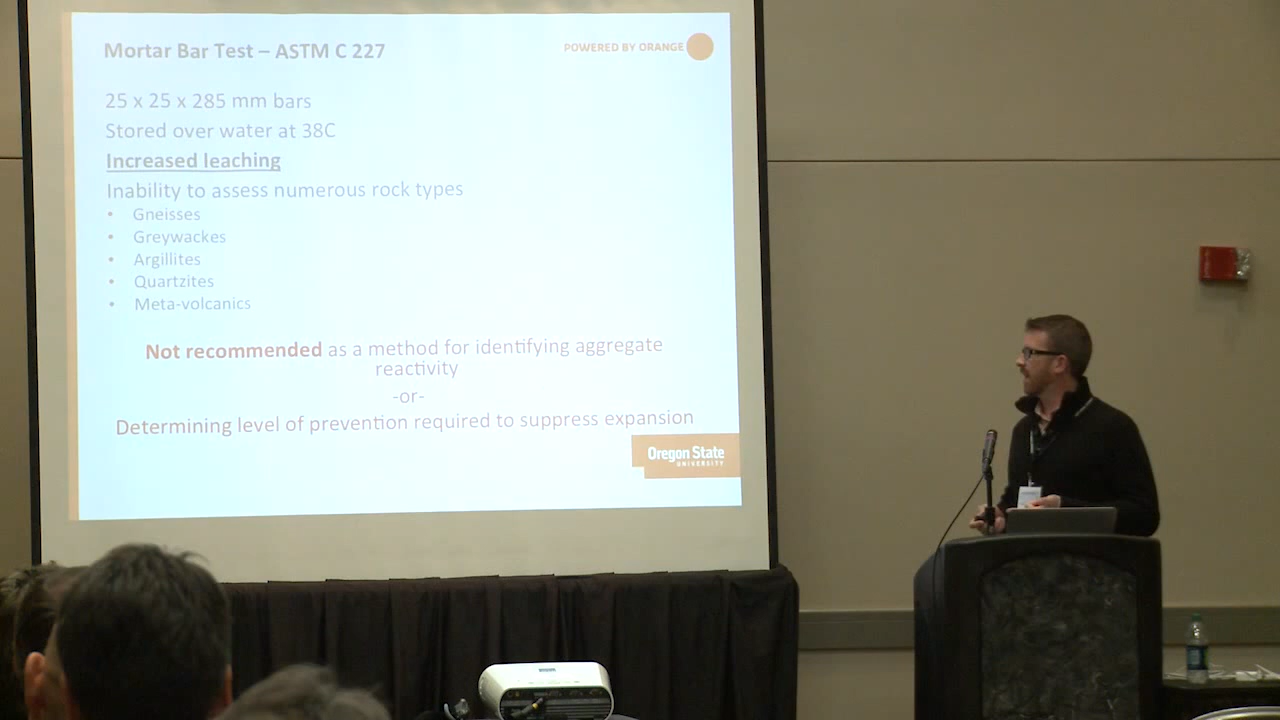 Mortar Bar Test – ASTM C 227
POWERED BY ORANGE
25 x 25 x 285 mm bars
Stored over water at 38C
Increased leaching
Inability to assess numerous rock types
• Gneisses
• Greywackes
• Argillites
• Quartzites
• Meta-volcanics
Not recommended as a method for identifying aggregate
reactivity
-or-
Determining level of prevention required to suppress expansion
Oregon State
UNIVERSITY